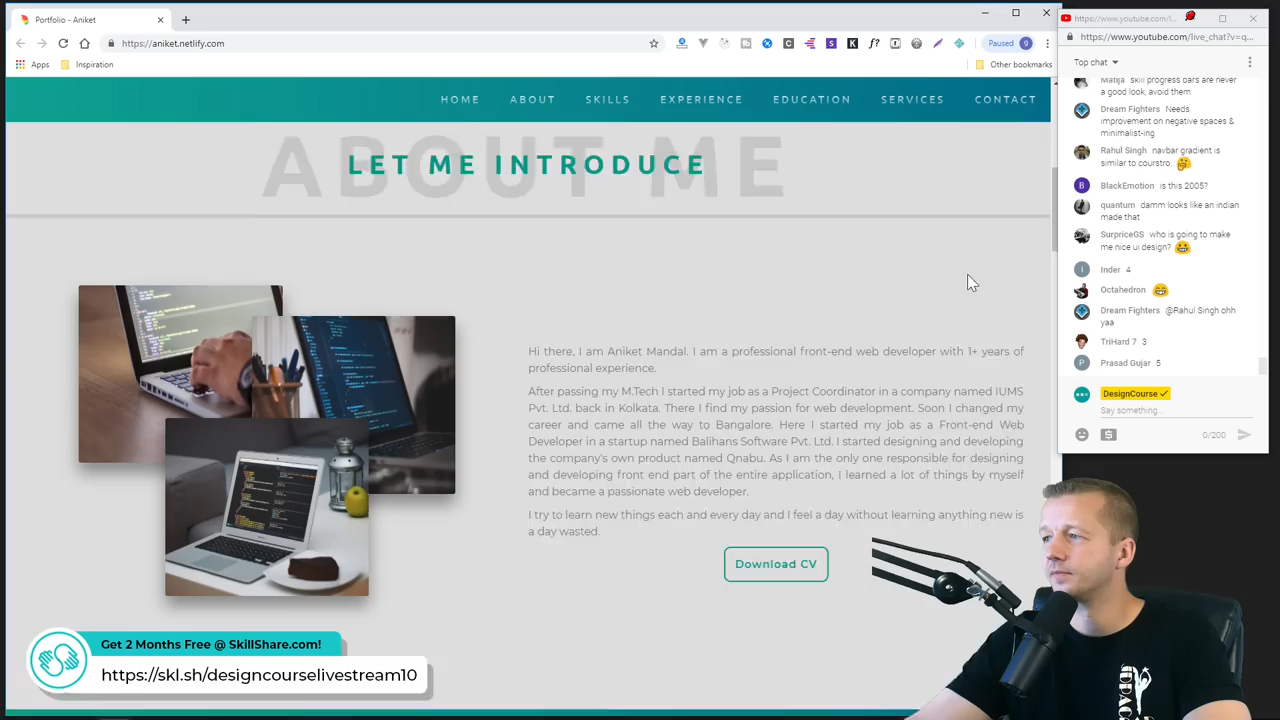 Portfolio - Aniket
https://aniket.netlify.com
Paused
Apps
Inspiration
Other bookmarks
HOME ABOUT SKILLS EXPERIENCE EDUCATION SERVICES CONTACT
ABOUT ME
LET ME INTRODUCE
Hi there. I am Aniket Mandal. I am a professional front-end web developer with 1+ years of
professional experience.
After passing my M.Tech I started my job as a Project Coordinator in a company named IUMS
Pvt. Ltd. back in Kolkata. There I find my passion for web development. Soon I changed my
career and came all the way to Bangalore. Here I started my job as a Front-end Web
Developer in a startup named Balihans Software Pvt. Ltd. I started designing and developing
the company's own product named Qnabu. As I am the only one responsible for designing
and developing front end part of the entire application, I learned a lot of things by myself
and became a passionate web developer.
I try to learn new things each and every day and I feel a day without learning anything new is
a day wasted.
Download CV
Get 2 Months Free @ SkillShare.com!
https://skl.sh/designcourselivestream10
https://www.youtube.com/l...
https://www.youtube.com/live_chat?v=q...
Top chat
Matija skill progress bars are never
a good look, avoid them
Dream Fighters Needs
improvement on negative spaces &
minimalist-ing
Rahul Singh navbar gradient is
similar to courstro. 🤔
BlackEmotion is this 2005?
quantum damm looks like an indian
made that
SurpriceGS who is going to make
me nice ui design? 😀
Inder 4
Octahedron 😂
Dream Fighters @Rahul Singh ohh
yaa
TriHard 7 3
Prasad Gujar 5
DesignCourse
Say something...
0/200